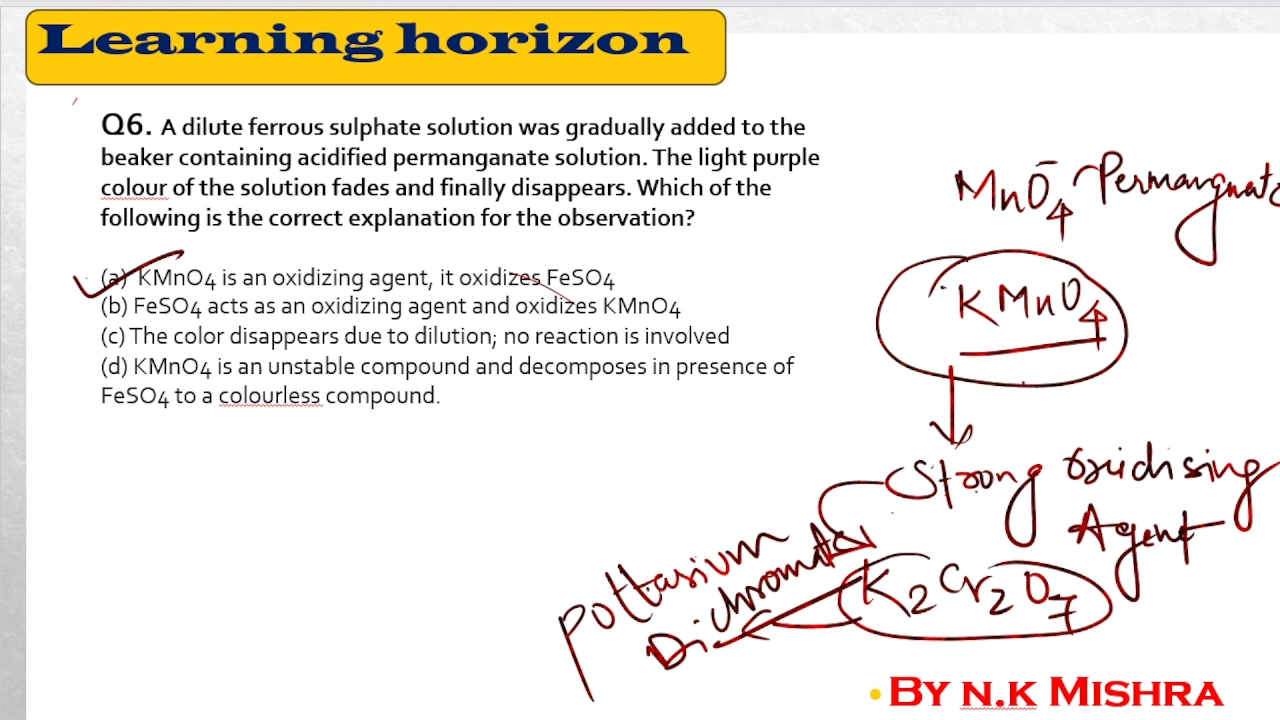 Learning horizon
Q6. A dilute ferrous sulphate solution was gradually added to the
beaker containing acidified permanganate solution. The light purple
colour of the solution fades and finally disappears. Which of the
following is the correct explanation for the observation?
(a) KMnO4 is an oxidizing agent, it oxidizes FeSO4
(b) FeSO4 acts as an oxidizing agent and oxidizes KMnO4
(c) The color disappears due to dilution; no reaction is involved
(d) KMnO4 is an unstable compound and decomposes in presence of
FeSO4 to a colourless compound.
MnO4⁻ Permanganate
KMnO4
Strong oxidising
Agent
K2Cr2O7
Pottasium
Dichromate
• BY N.K MISHRA